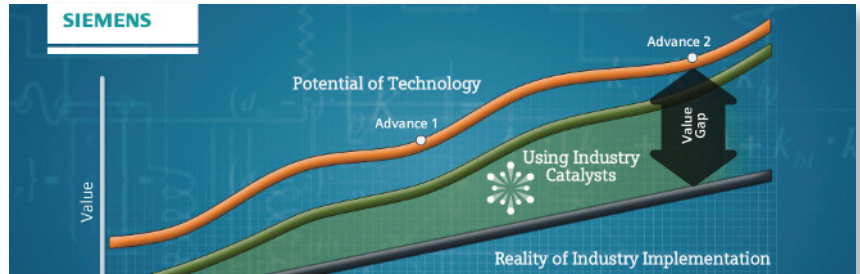 SIEMENS
Advance 2
Potential of Technology
Advance 1
Value
Gap
Using Industry
Catalysts
Value
Reality of Industry Implementation